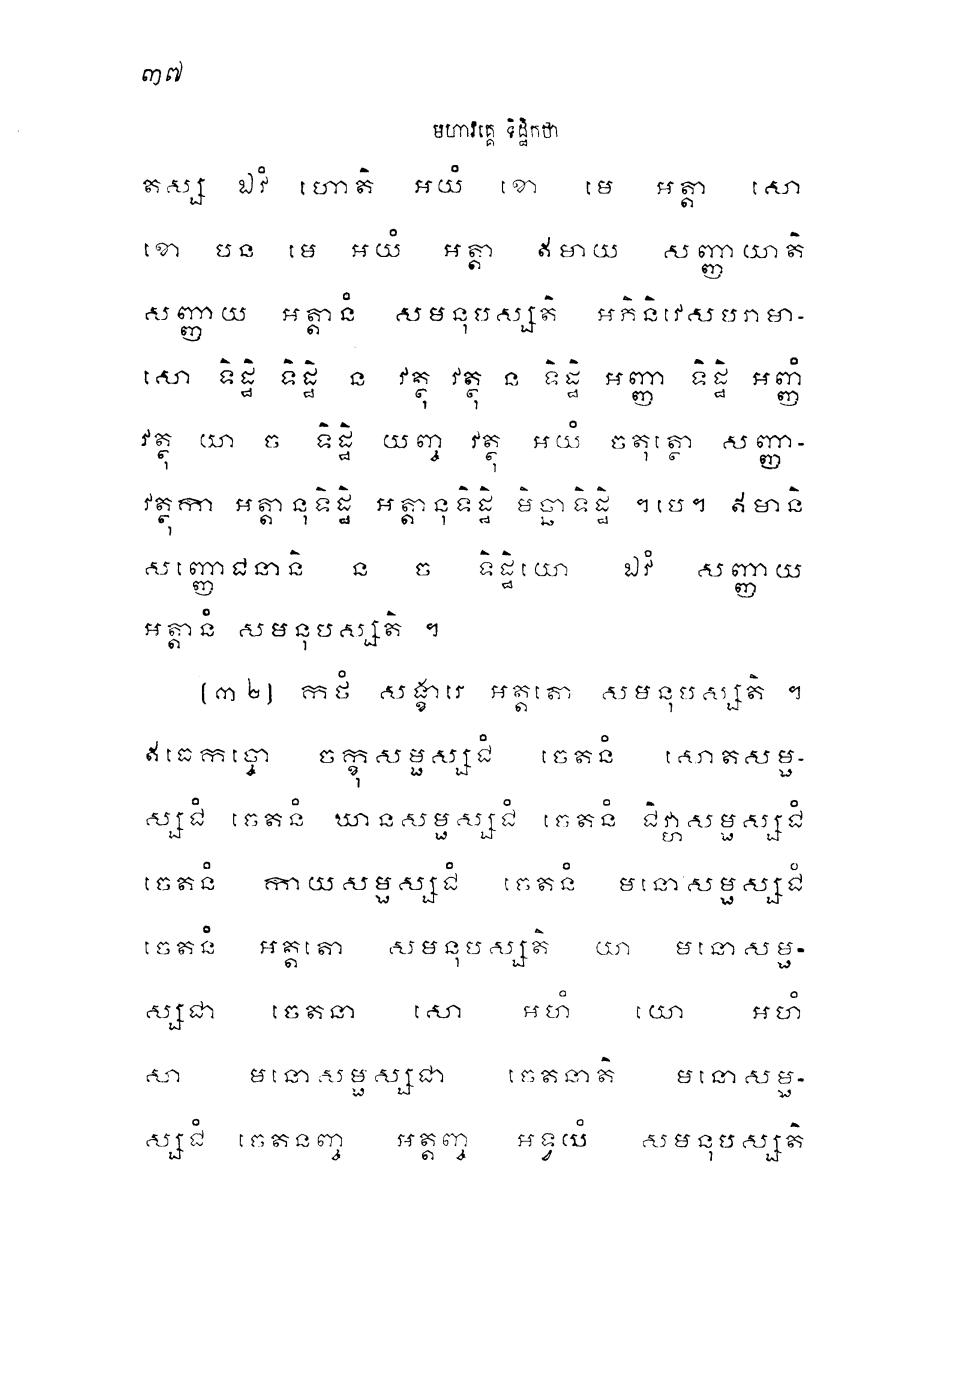 ៣៧
មហាវគ្គេ ទិដ្ឋិកថា
តស្ស ឯវំ ហោតិ អយំ ខោ មេ អត្តា សោ
ខោ បន មេ អយំ អត្តា ឥមាយ សញ្ញាយាតិ
សញ្ញាយ អត្តានំ សមនុបស្សតិ អភិនិវេសបរាមា-
សោ ទិដ្ឋិ ទិដ្ឋិ ន វត្ថុ វត្ថុ ន ទិដ្ឋិ អញ្ញា ទិដ្ឋិ អញ្ញំ
វត្ថុ យា ច ទិដ្ឋិ យញ្ច វត្ថុ អយំ ចតុត្ថា សញ្ញា-
វត្ថុកា អត្តានុទិដ្ឋិ អត្តានុទិដ្ឋិ មិច្ឆាទិដ្ឋិ ។បេ។ ឥមានិ
សញ្ញោជនានិ ន ច ទិដ្ឋិយោ ឯវំ សញ្ញាយ
អត្តានំ សមនុបស្សតិ ។
(៣២) កថំ សង្ខារេ អត្តតោ សមនុបស្សតិ ។
ឥធេកច្ចោ ចក្ខុសម្ផស្សជំ ចេតនំ សោតសម្ផ-
ស្សជំ ចេតនំ ឃានសម្ផស្សជំ ចេតនំ ជិវ្ហាសម្ផស្សជំ
ចេតនំ កាយសម្ផស្សជំ ចេតនំ មនោសម្ផស្សជំ
ចេតនំ អត្តតោ សមនុបស្សតិ យា មនោសម្ផ-
ស្សជា ចេតនា សោ អហំ យោ អហំ
សា មនោសម្ផស្សជា ចេតនាតិ មនោសម្ផ-
ស្សជំ ចេតនញ្ច អត្តញ្ច អទ្វយំ សមនុបស្សតិ